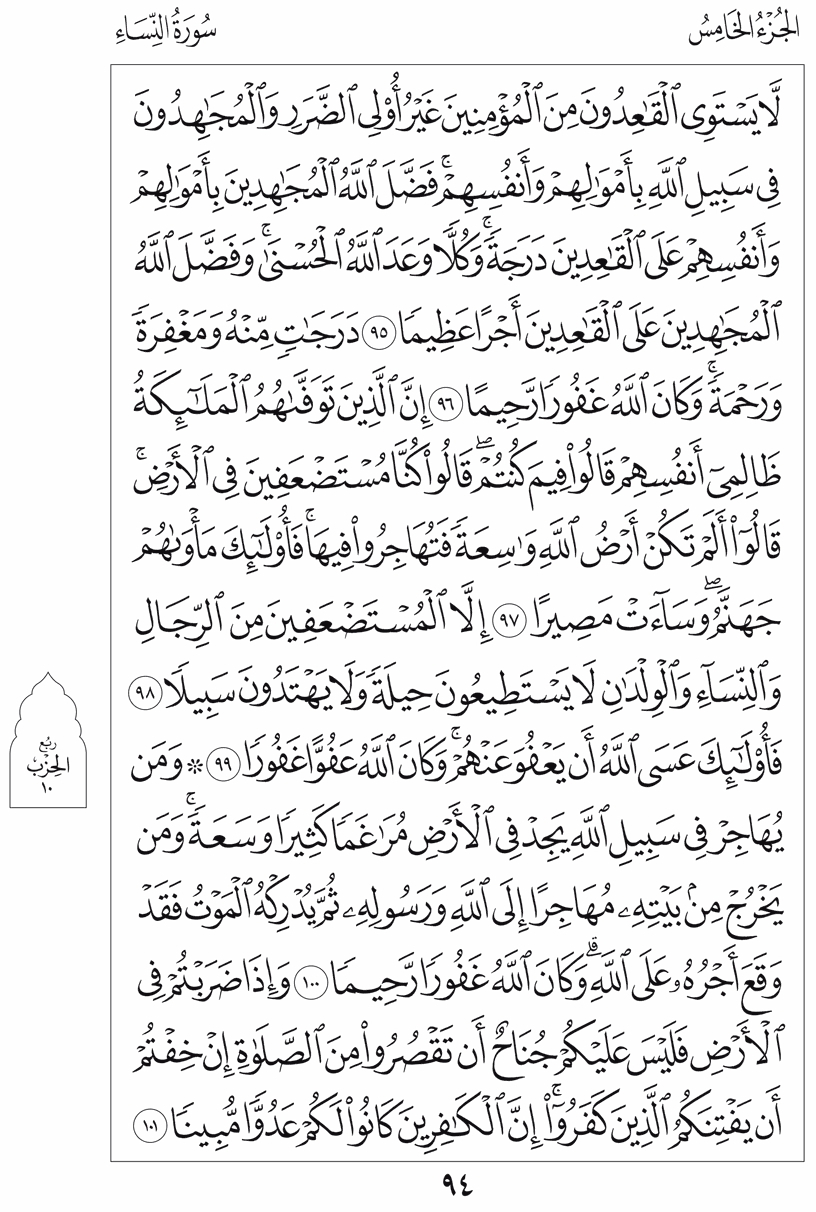 الجُزْءُ الخَامِسُ
سُورَةُ النِّسَاءِ
لَّا يَسْتَوِى ٱلْقَٰعِدُونَ مِنَ ٱلْمُؤْمِنِينَ غَيْرُ أُو۟لِى ٱلضَّرَرِ وَٱلْمُجَٰهِدُونَ
فِى سَبِيلِ ٱللَّهِ بِأَمْوَٰلِهِمْ وَأَنفُسِهِمْ ۚ فَضَّلَ ٱللَّهُ ٱلْمُجَٰهِدِينَ بِأَمْوَٰلِهِمْ
وَأَنفُسِهِمْ عَلَى ٱلْقَٰعِدِينَ دَرَجَةً ۚ وَكُلًّا وَعَدَ ٱللَّهُ ٱلْحُسْنَىٰ ۚ وَفَضَّلَ ٱللَّهُ
ٱلْمُجَٰهِدِينَ عَلَى ٱلْقَٰعِدِينَ أَجْرًا عَظِيمًا ٩٥ دَرَجَٰتٍ مِّنْهُ وَمَغْفِرَةً
وَرَحْمَةً ۚ وَكَانَ ٱللَّهُ غَفُورًا رَّحِيمًا ٩٦ إِنَّ ٱلَّذِينَ تَوَفَّىٰهُمُ ٱلْمَلَٰٓئِكَةُ
ظَالِمِىٓ أَنفُسِهِمْ قَالُوا۟ فِيمَ كُنتُمْ ۖ قَالُوا۟ كُنَّا مُسْتَضْعَفِينَ فِى ٱلْأَرْضِ ۚ
قَالُوٓا۟ أَلَمْ تَكُنْ أَرْضُ ٱللَّهِ وَٰسِعَةً فَتُهَاجِرُوا۟ فِيهَا ۚ فَأُو۟لَٰٓئِكَ مَأْوَىٰهُمْ
جَهَنَّمُ ۖ وَسَآءَتْ مَصِيرًا ٩٧ إِلَّا ٱلْمُسْتَضْعَفِينَ مِنَ ٱلرِّجَالِ
وَٱلنِّسَآءِ وَٱلْوِلْدَٰنِ لَا يَسْتَطِيعُونَ حِيلَةً وَلَا يَهْتَدُونَ سَبِيلًا ٩٨
فَأُو۟لَٰٓئِكَ عَسَى ٱللَّهُ أَن يَعْفُوَ عَنْهُمْ ۚ وَكَانَ ٱللَّهُ عَفُوًّا غَفُورًا ٩٩ * وَمَن
يُهَاجِرْ فِى سَبِيلِ ٱللَّهِ يَجِدْ فِى ٱلْأَرْضِ مُرَٰغَمًا كَثِيرًا وَسَعَةً ۚ وَمَن
يَخْرُجْ مِنۢ بَيْتِهِۦ مُهَاجِرًا إِلَى ٱللَّهِ وَرَسُولِهِۦ ثُمَّ يُدْرِكْهُ ٱلْمَوْتُ فَقَدْ
وَقَعَ أَجْرُهُۥ عَلَى ٱللَّهِ ۗ وَكَانَ ٱللَّهُ غَفُورًا رَّحِيمًا ١٠٠ وَإِذَا ضَرَبْتُمْ فِى
ٱلْأَرْضِ فَلَيْسَ عَلَيْكُمْ جُنَاحٌ أَن تَقْصُرُوا۟ مِنَ ٱلصَّلَوٰةِ إِنْ خِفْتُمْ
أَن يَفْتِنَكُمُ ٱلَّذِينَ كَفَرُوٓا۟ ۚ إِنَّ ٱلْكَٰفِرِينَ كَانُوا۟ لَكُمْ عَدُوًّا مُّبِينًا ١٠١
رُبْعُ
الحِزْبِ
١٠
٩٤